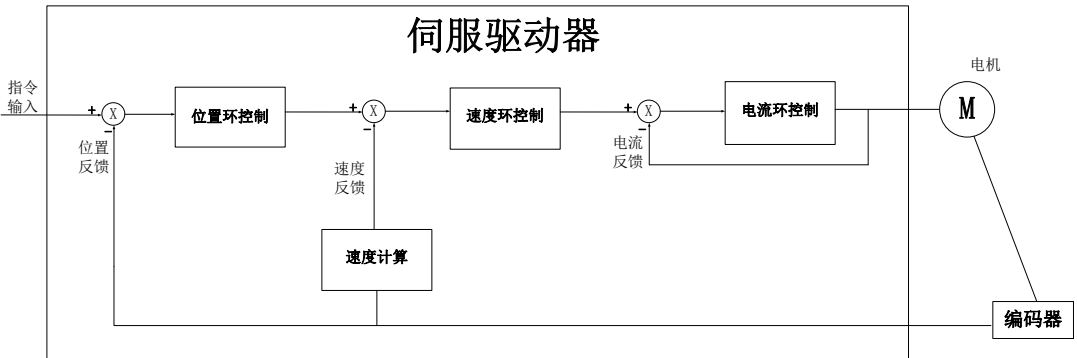 伺服驱动器
电机
指令
输入
+
X
-
位置环控制
+
X
-
速度环控制
+
X
-
电流环控制
M
位置
反馈
速度
反馈
电流
反馈
速度计算
编码器